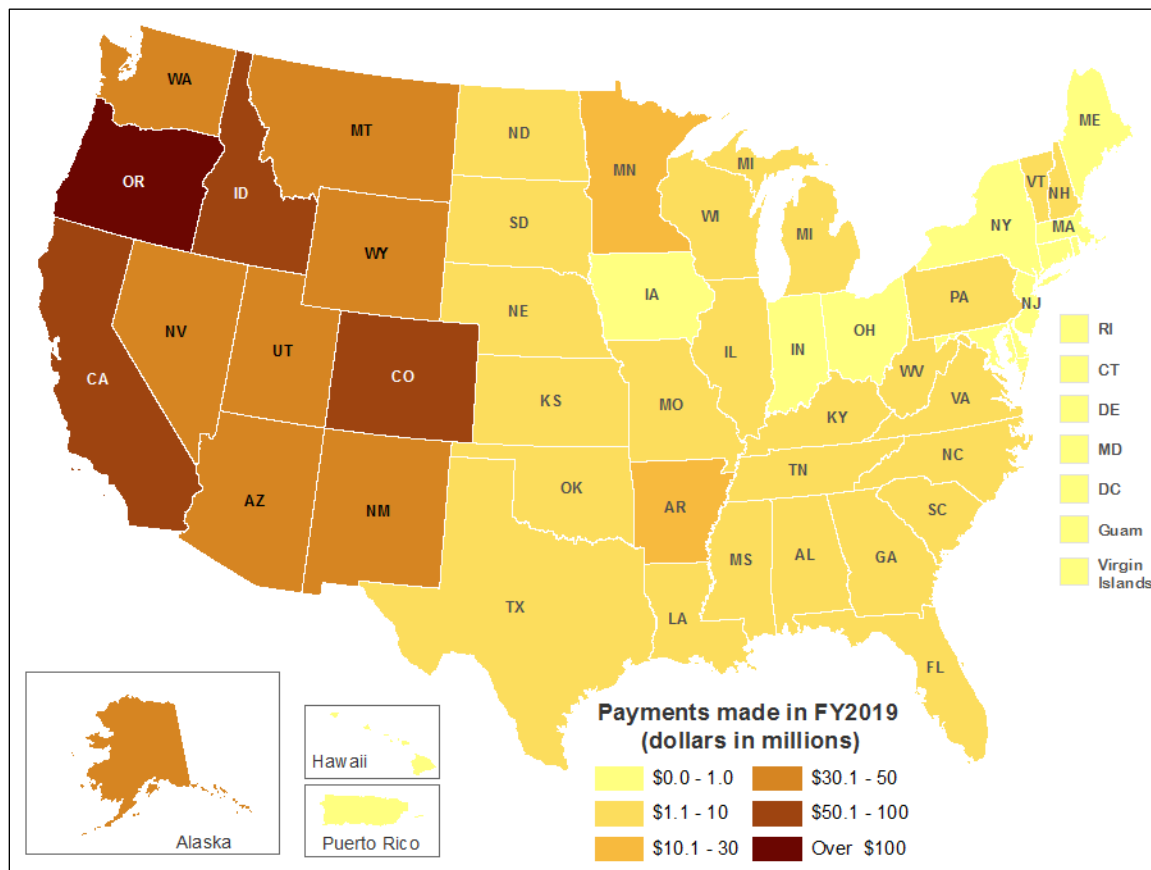 WA
MT
ND
MN
MI
ME
VT
NH
OR
ID
SD
WI
MI
NY
MA
WY
IA
PA
NJ
NE
NV
UT
CO
IL
IN
OH
WV
VA
CA
KS
MO
KY
AZ
NM
OK
AR
TN
NC
SC
TX
LA
MS
AL
GA
FL
RI
CT
DE
MD
DC
Guam
Virgin
Islands
Alaska
Hawaii
Puerto Rico
Payments made in FY2019
(dollars in millions)
$0.0 - 1.0
$30.1 - 50
$1.1 - 10
$50.1 - 100
$10.1 - 30
Over $100